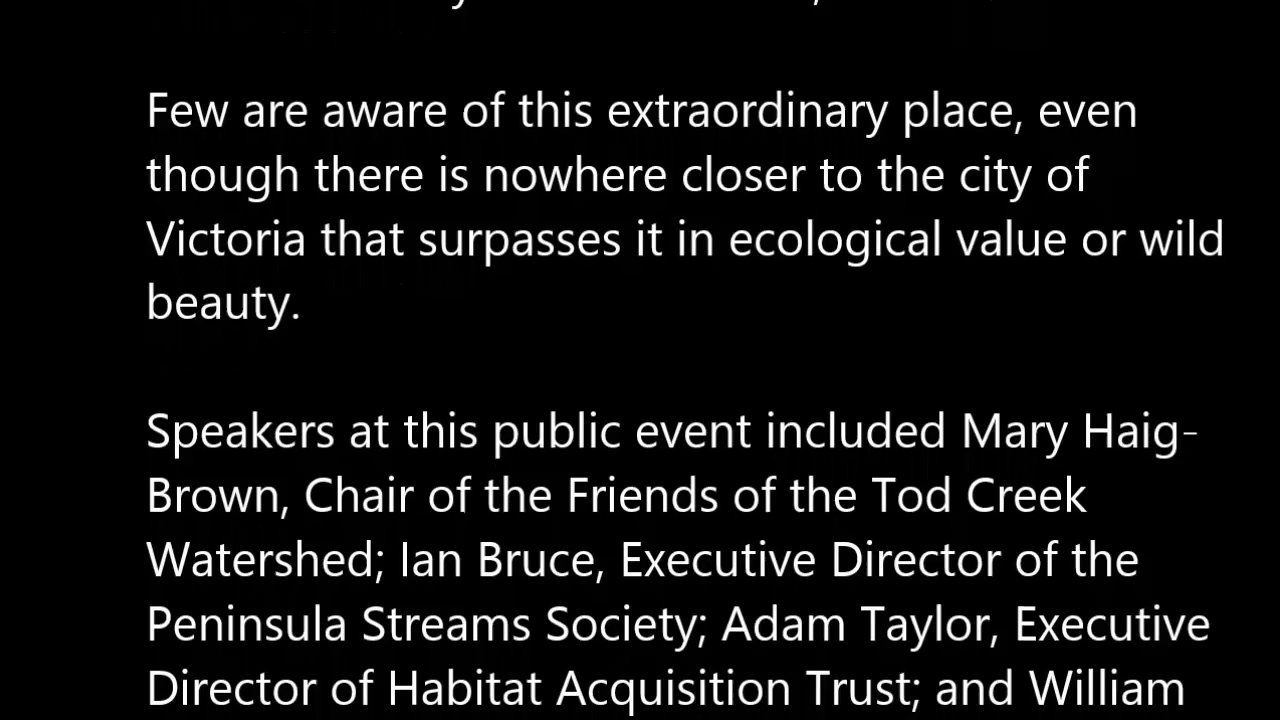 Few are aware of this extraordinary place, even
though there is nowhere closer to the city of
Victoria that surpasses it in ecological value or wild
beauty.
Speakers at this public event included Mary Haig-
Brown, Chair of the Friends of the Tod Creek
Watershed; Ian Bruce, Executive Director of the
Peninsula Streams Society; Adam Taylor, Executive
Director of Habitat Acquisition Trust; and William